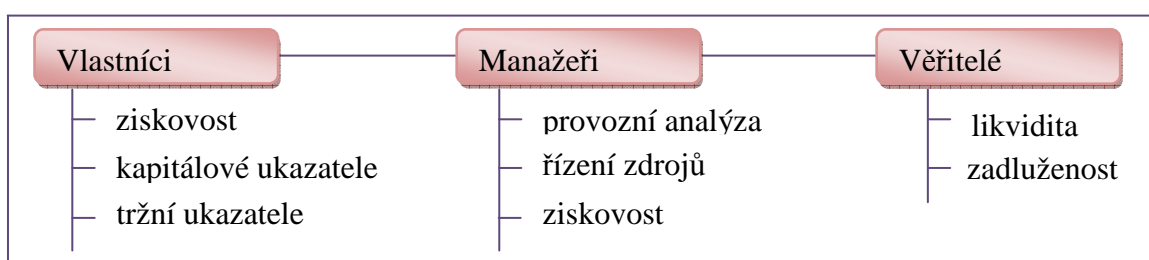 Vlastníci
ziskovost
kapitálové ukazatele
tržní ukazatele
Manažeři
provozní analýza
řízení zdrojů
ziskovost
Věřitelé
likvidita
zadluženost